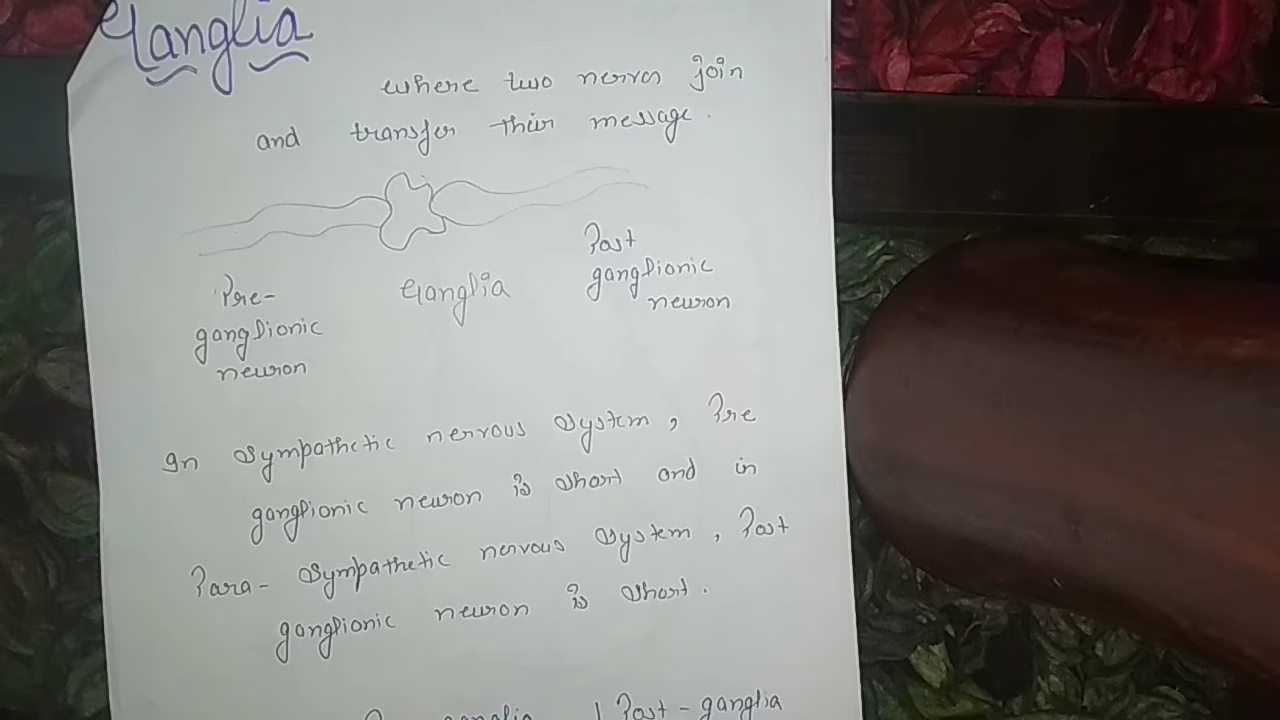 Ganglia
where two nerves join
and transfer their message.
Pre-
ganglionic
neuron
Ganglia
Post
ganglionic
neuron
In sympathetic nervous system, Pre
ganglionic neuron is short and in
Para-sympathetic nervous system, Post
ganglionic neuron is short.
ganglia | Post-ganglia